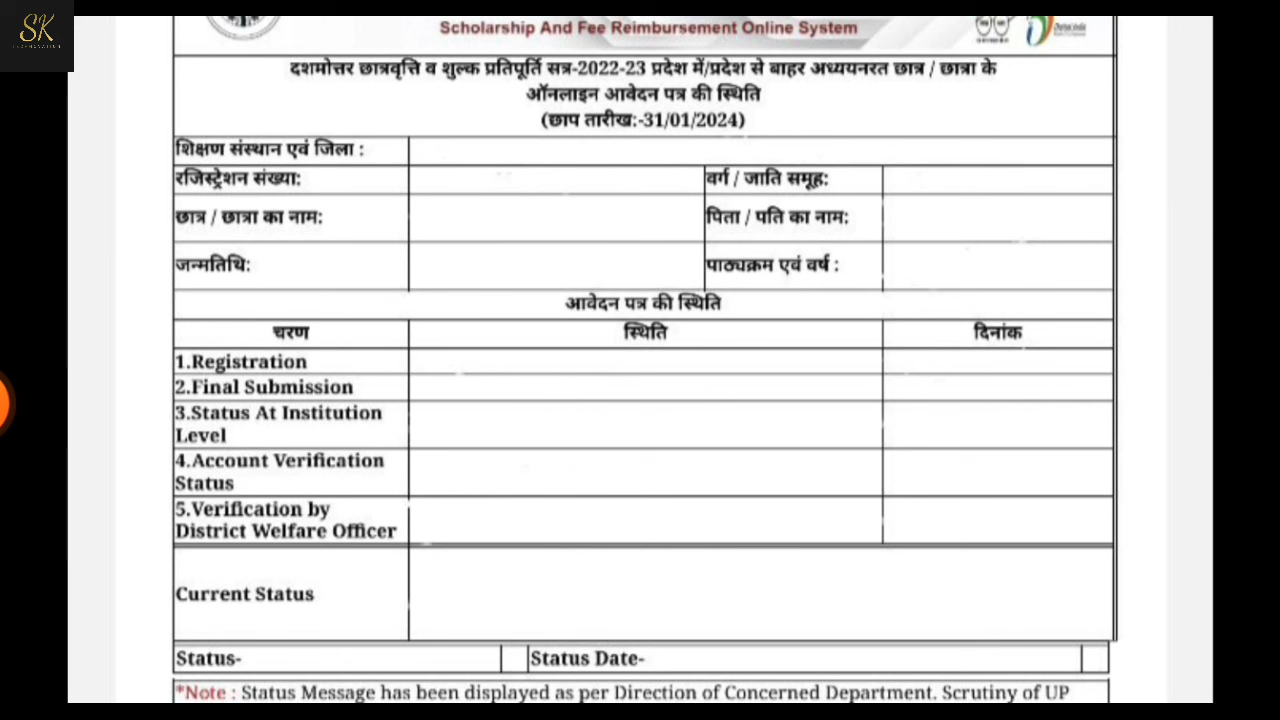 SK
Scholarship And Fee Reimbursement Online System
दशमोत्तर छात्रवृत्ति व शुल्क प्रतिपूर्ति सत्र-2022-23 प्रदेश में/प्रदेश से बाहर अध्ययनरत छात्र / छात्रा के
ऑनलाइन आवेदन पत्र की स्थिति
(छाप तारीख:-31/01/2024)
शिक्षण संस्थान एवं जिला :
रजिस्ट्रेशन संख्या: वर्ग / जाति समूह:
छात्र / छात्रा का नाम: पिता / पति का नाम:
जन्मतिथि: पाठ्यक्रम एवं वर्ष :
आवेदन पत्र की स्थिति
चरण स्थिति दिनांक
1.Registration
2.Final Submission
3.Status At Institution
Level
4.Account Verification
Status
5.Verification by
District Welfare Officer
Current Status
Status- Status Date-
*Note : Status Message has been displayed as per Direction of Concerned Department. Scrutiny of UP